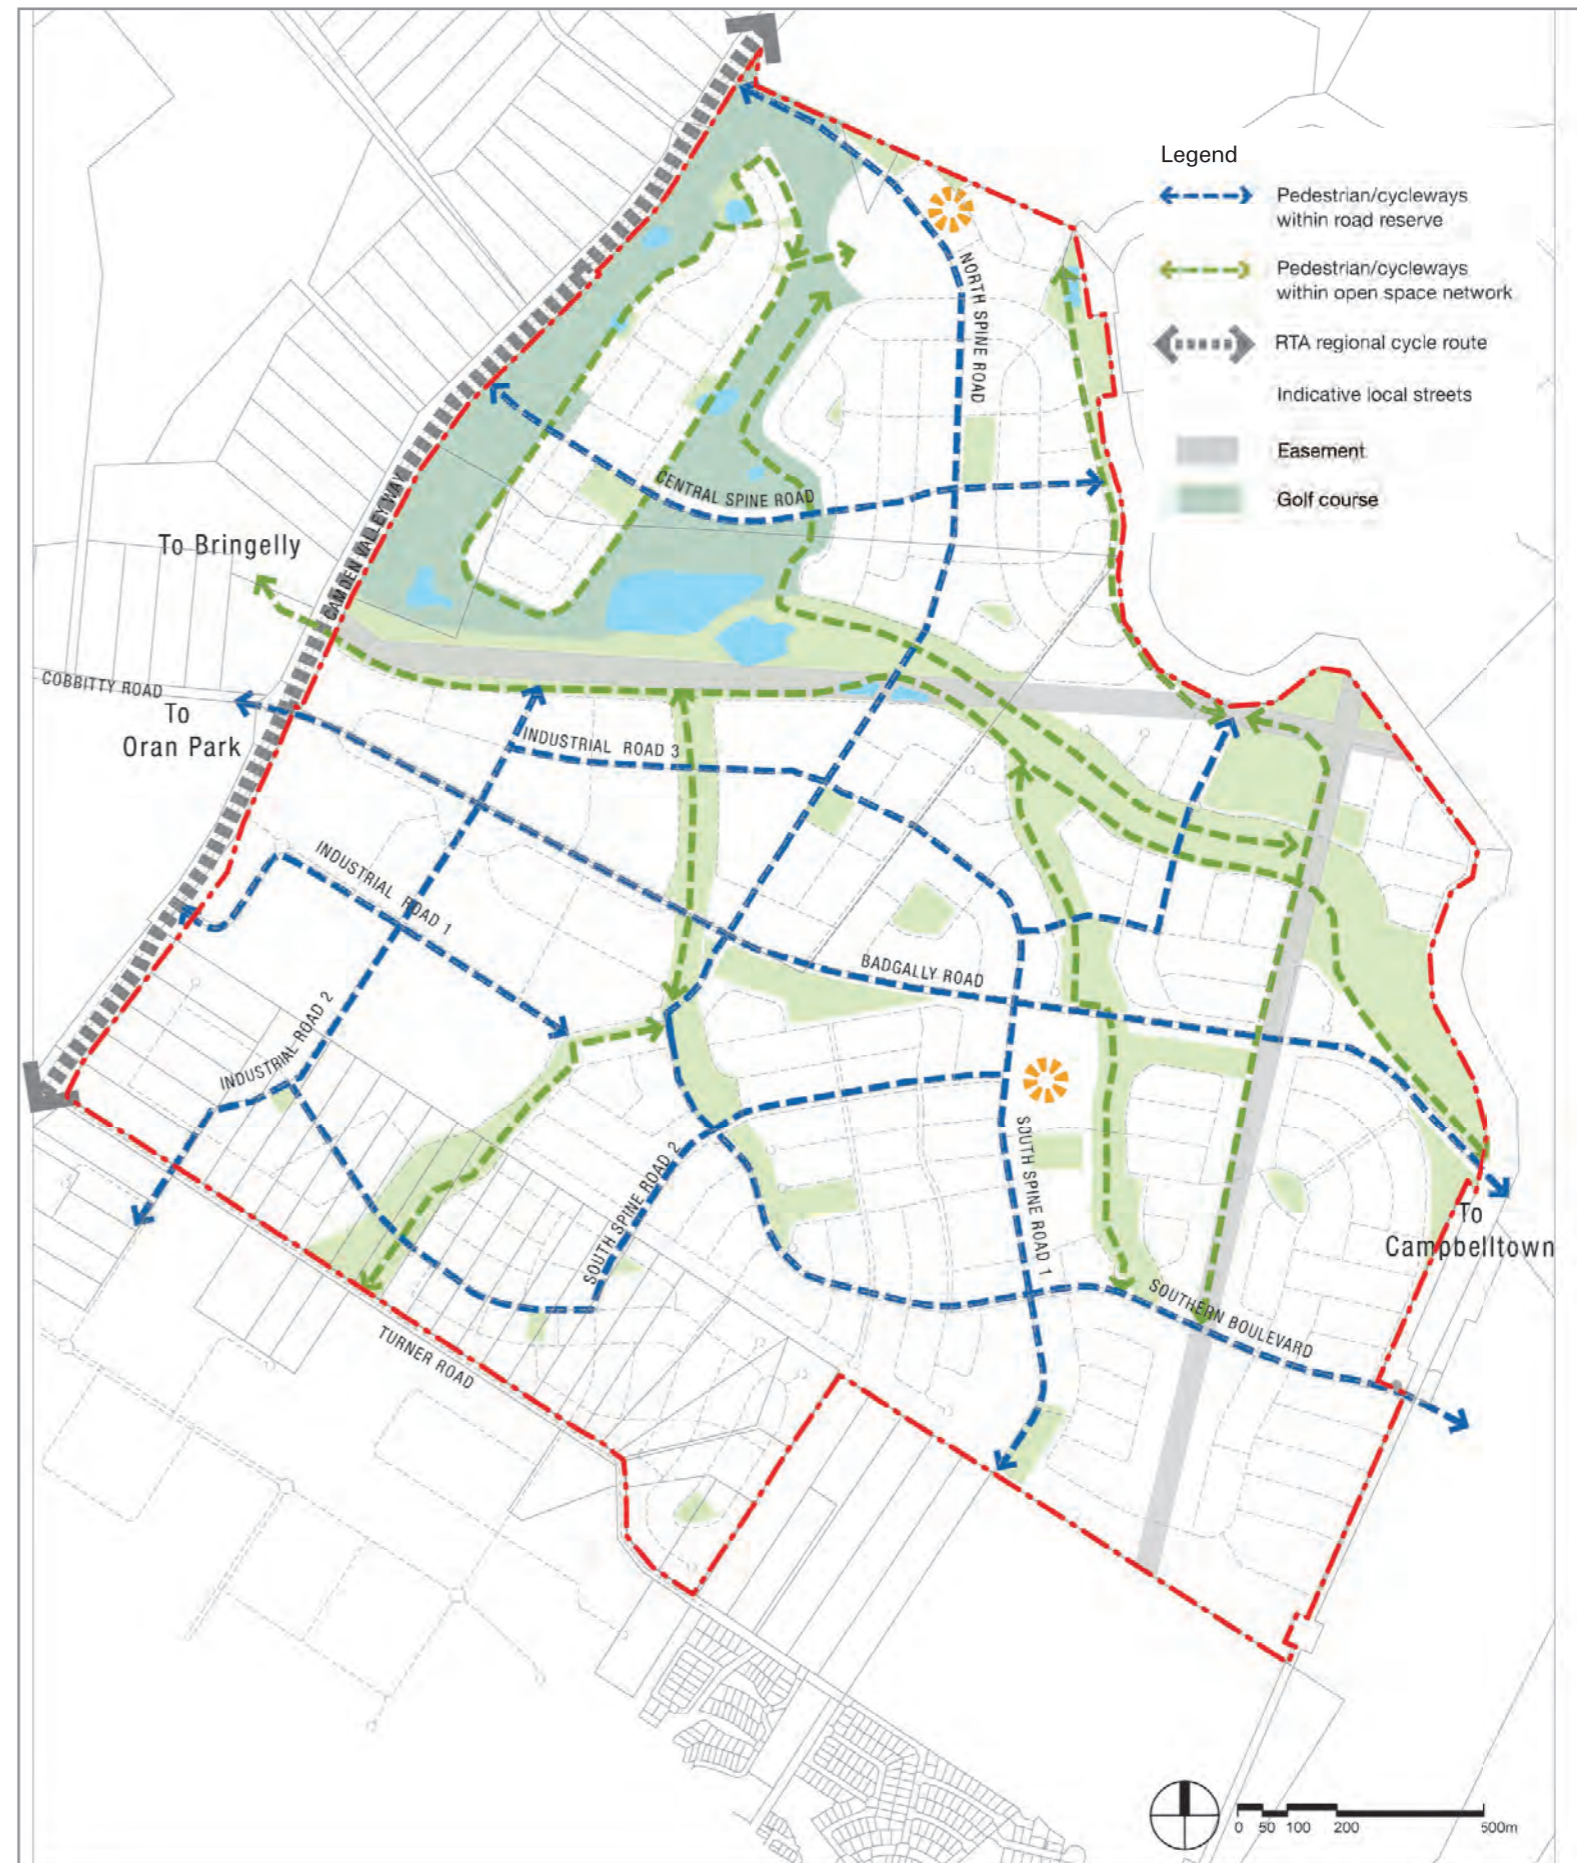 Legend
Pedestrian/cycleways
within road reserve
Pedestrian/cycleways
within open space network
RTA regional cycle route
Indicative local streets
Easement
Golf course
NORTH SPINE ROAD
CENTRAL SPINE ROAD
CAMDEN VALLEY WAY
To Bringelly
COBBITTY ROAD
To
Oran Park
INDUSTRIAL ROAD 3
INDUSTRIAL ROAD 1
BADGALLY ROAD
INDUSTRIAL ROAD 2
SOUTH SPINE ROAD 2
SOUTH SPINE ROAD 1
To
Campbelltown
SOUTHERN BOULEVARD
TURNER ROAD
0 50 100 200 500m